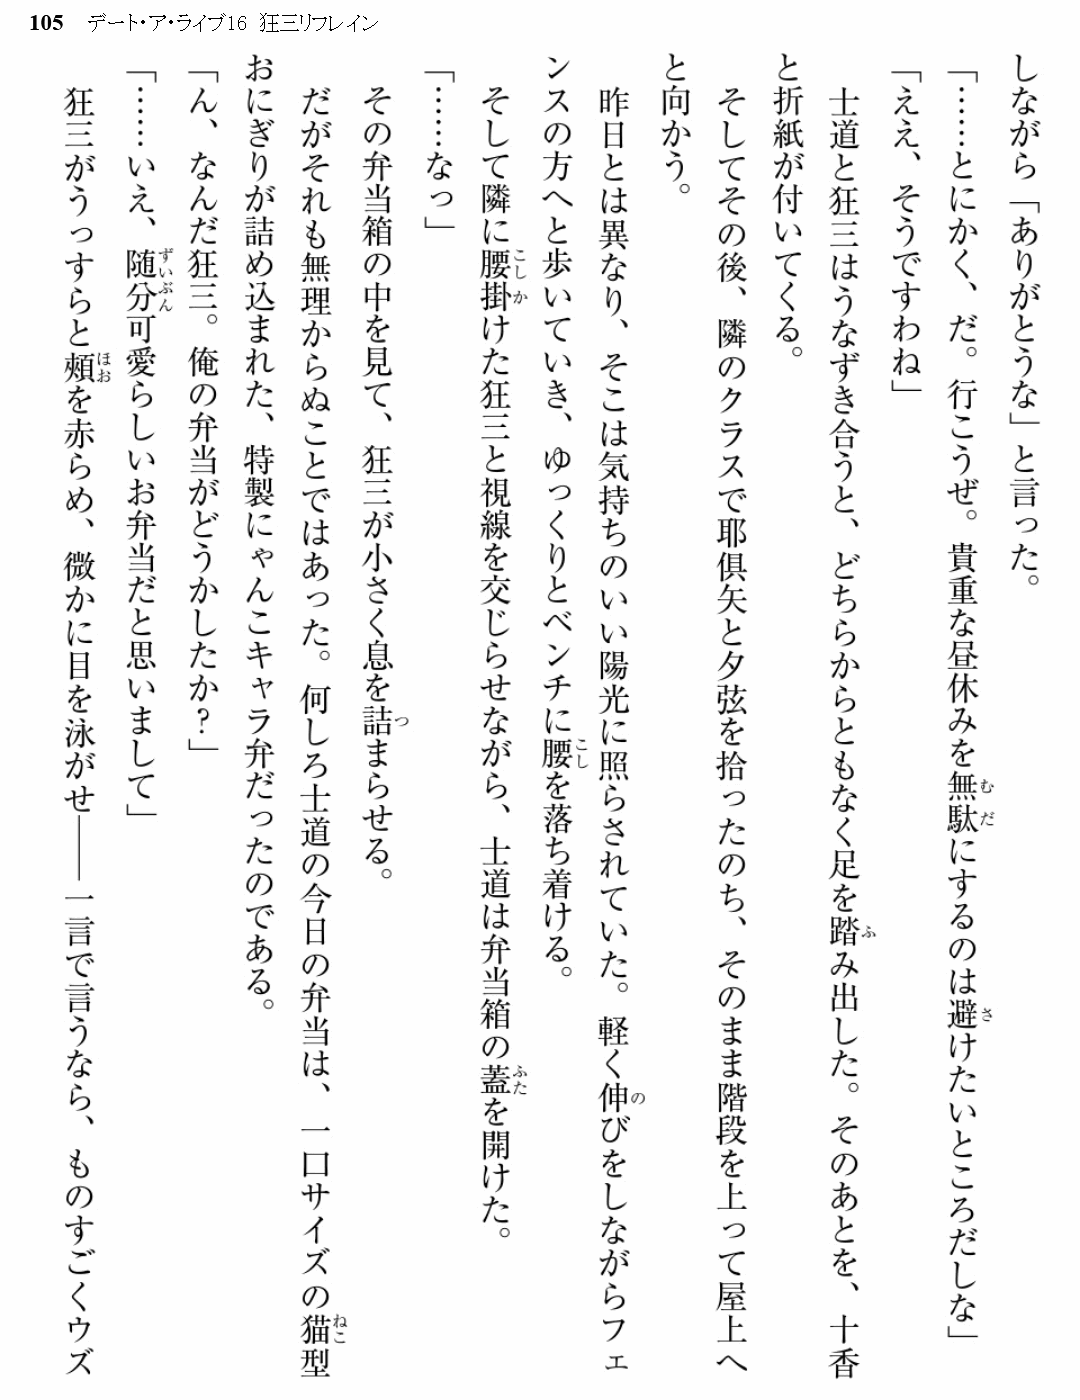 105 デート・ア・ライブ16 狂三リフレイン
しながら「ありがとうな」と言った。
「……とにかく、だ。行こうぜ。貴重な昼休みを無駄にするのは避けたいところだしな」
「ええ、そうですわね」
士道と狂三はうなずき合うと、どちらからともなく足を踏み出した。そのあとを、十香
と折紙が付いてくる。
そしてその後、隣のクラスで耶倶矢と夕弦を拾ったのち、そのまま階段を上って屋上へ
と向かう。
昨日とは異なり、そこは気持ちのいい陽光に照らされていた。軽く伸びをしながらフェ
ンスの方へと歩いていき、ゆっくりとベンチに腰を落ち着ける。
そして隣に腰掛けた狂三と視線を交じらせながら、士道は弁当箱の蓋を開けた。
「……なっ」
その弁当箱の中を見て、狂三が小さく息を詰まらせる。
だがそれも無理からぬことではあった。何しろ士道の今日の弁当は、一口サイズの猫型
おにぎりが詰め込まれた、特製にゃんこキャラ弁だったのである。
「ん、なんだ狂三。俺の弁当がどうかしたか？」
「……いえ、随分可愛らしいお弁当だと思いまして」
狂三がうっすらと頰を赤らめ、微かに目を泳がせ――一言で言うなら、ものすごくウズ